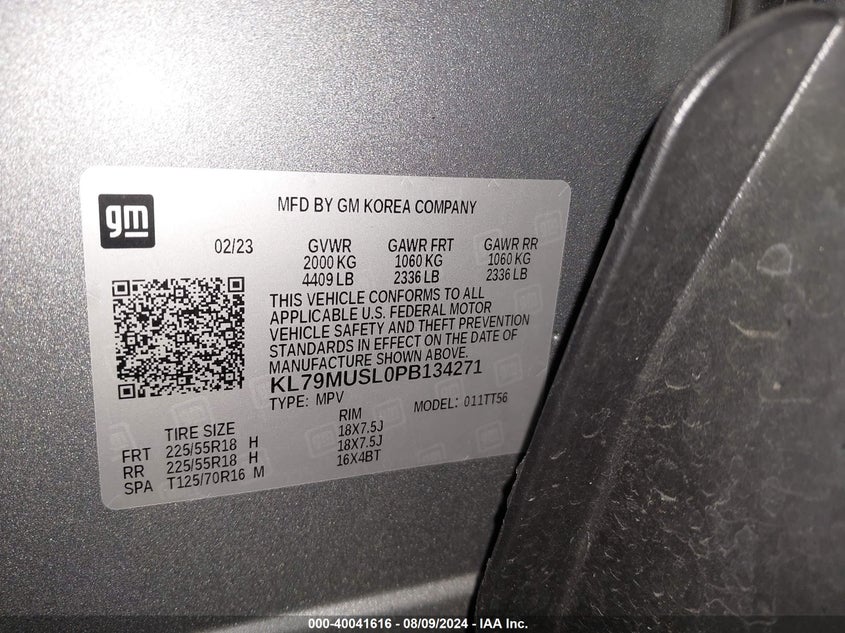 gm
MFD BY GM KOREA COMPANY
02/23 GVWR GAWR FRT GAWR RR
2000 KG 1060 KG 1060 KG
4409 LB 2336 LB 2336 LB
THIS VEHICLE CONFORMS TO ALL
APPLICABLE U.S. FEDERAL MOTOR
VEHICLE SAFETY AND THEFT PREVENTION
STANDARDS IN EFFECT ON THE DATE OF
MANUFACTURE SHOWN ABOVE.
KL79MUSL0PB134271
TYPE: MPV MODEL: 011TT56
TIRE SIZE RIM
FRT 225/55R18 H 18X7.5J
RR 225/55R18 H 18X7.5J
SPA T125/70R16 M 16X4BT
000-40041616 - 08/09/2024 - IAA Inc.